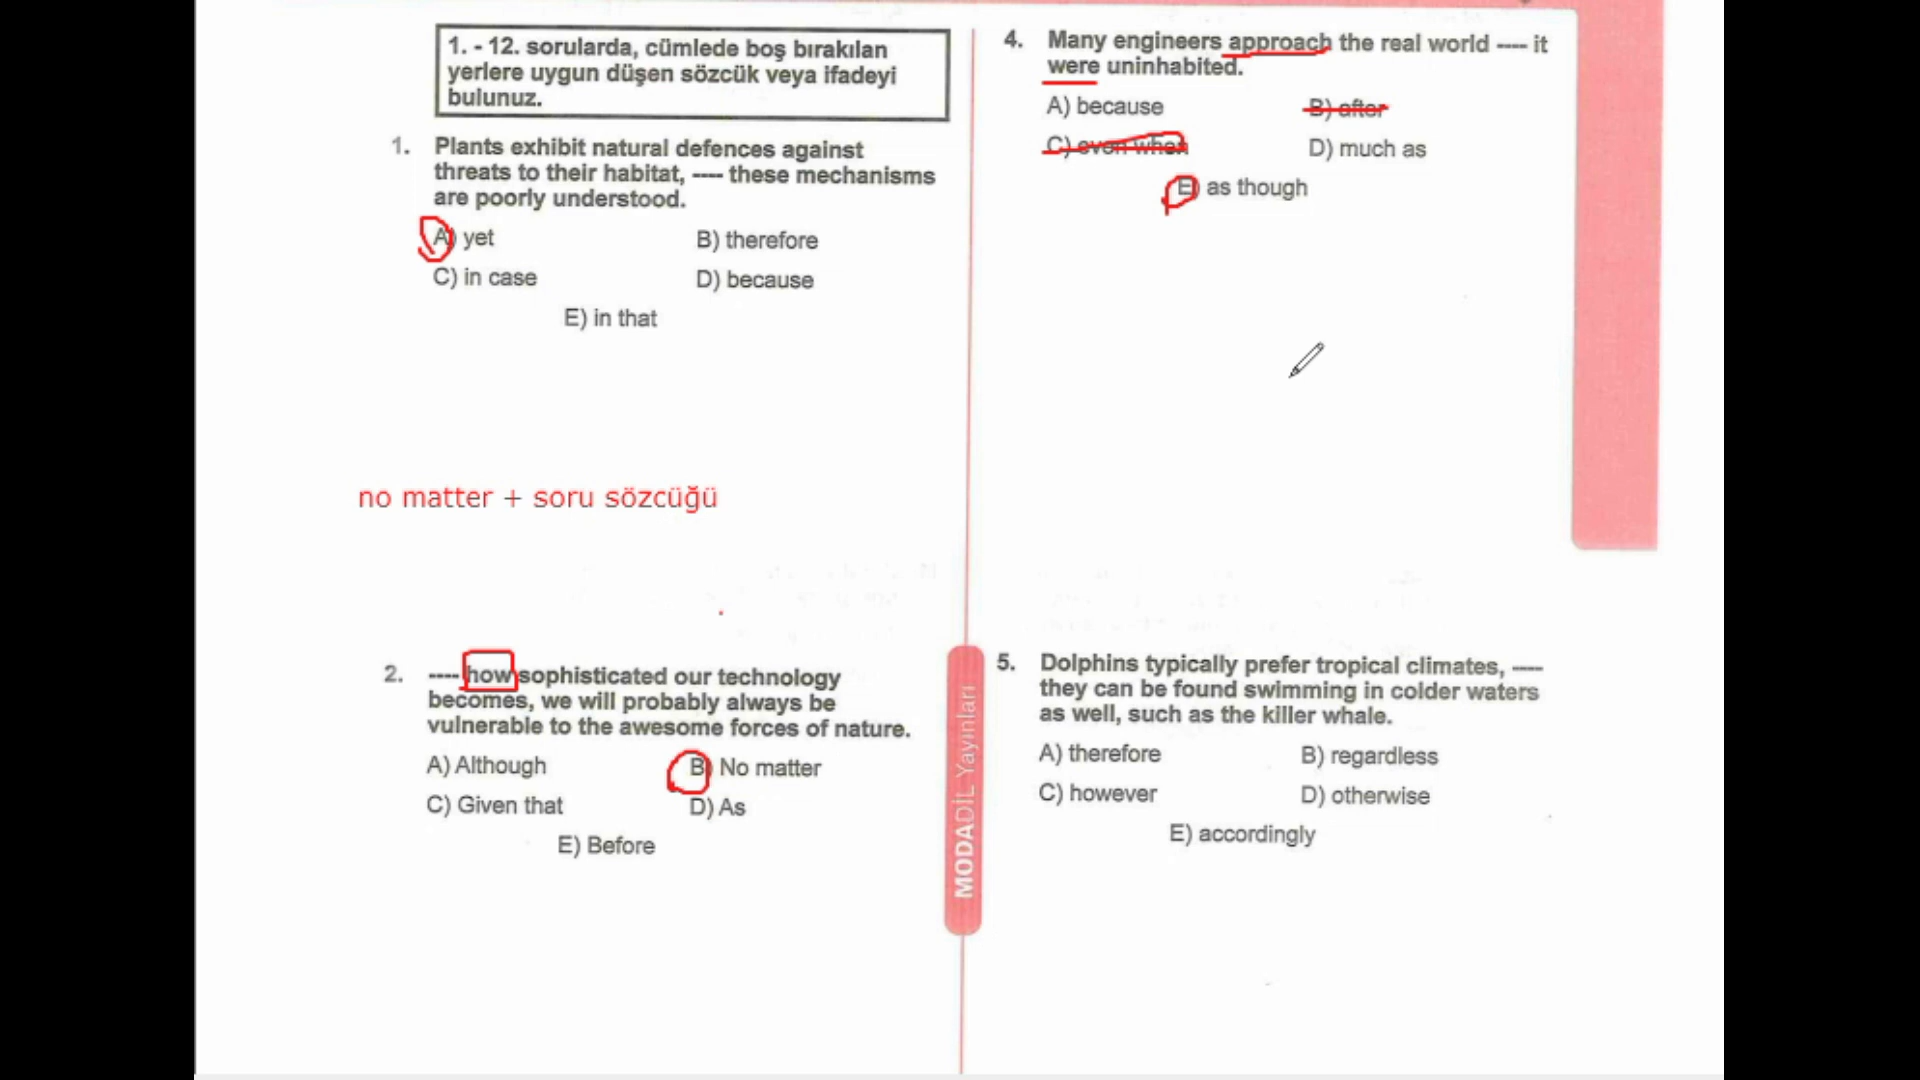 1. - 12. sorularda, cümlede boş bırakılan
yerlere uygun düşen sözcük veya ifadeyi
bulunuz.
1. Plants exhibit natural defences against
threats to their habitat, ---- these mechanisms
are poorly understood.
A) yet B) therefore
C) in case D) because
E) in that
no matter + soru sözcüğü
2. ---- how sophisticated our technology
becomes, we will probably always be
vulnerable to the awesome forces of nature.
A) Although B) No matter
C) Given that D) As
E) Before
MODADİL Yayınları
4. Many engineers approach the real world ---- it
were uninhabited.
A) because B) after
C) even when D) much as
E) as though
5. Dolphins typically prefer tropical climates, ----
they can be found swimming in colder waters
as well, such as the killer whale.
A) therefore B) regardless
C) however D) otherwise
E) accordingly